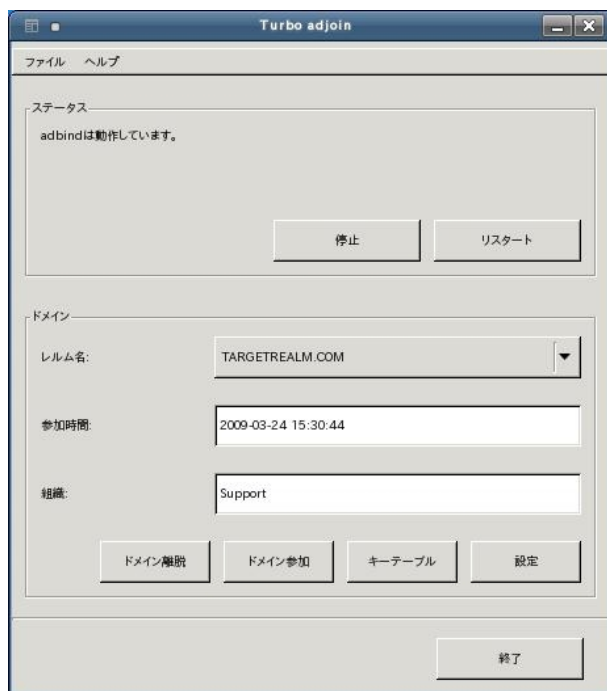 Turbo adjoin
ファイル ヘルプ
ステータス
adbindは動作しています。
停止 リスタート
ドメイン
レルム名: TARGETREALM.COM
参加時間: 2009-03-24 15:30:44
組織: Support
ドメイン離脱 ドメイン参加 キーテーブル 設定
終了